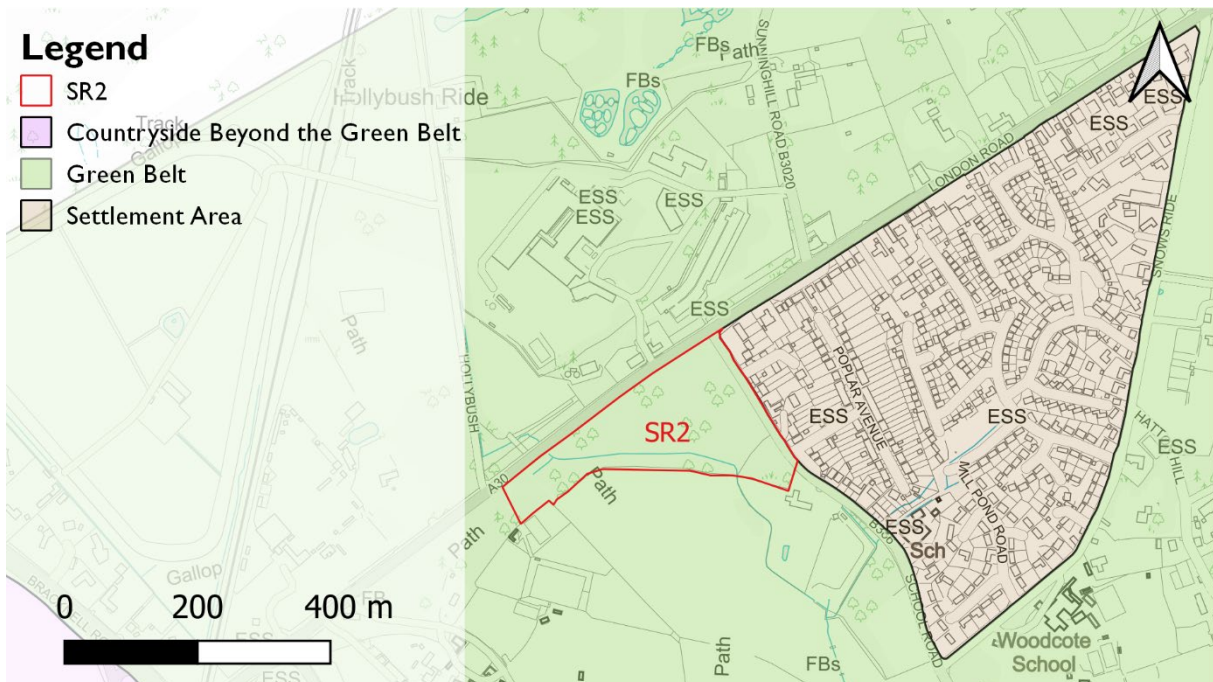 Legend
SR2
Countryside Beyond the Green Belt
Green Belt
Settlement Area
Track
Track
Gallop
Hollybush Ride
FBs
Path
FBs
SUNNINGHILL ROAD B3020
ESS
ESS
ESS
ESS
LONDON ROAD
ESS
ESS
SNOWS RIDE
Path
HOLLYBUSH
ESS
SR2
POPLAR AVENUE
ESS
ESS
ESS
HILL
A30
Path
Path
MILL POND ROAD
ESS
Sch
Gallop
FB
ESS
SCHOOL ROAD
Woodcote
School
Path
FBs
0 200 400 m